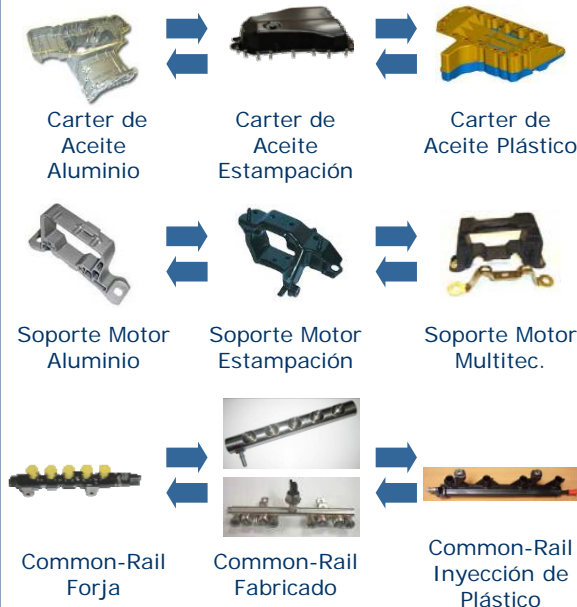 Carter de
Aceite
Aluminio
Carter de
Aceite
Estampación
Carter de
Aceite Plástico
Soporte Motor
Aluminio
Soporte Motor
Estampación
Soporte Motor
Multitec.
Common-Rail
Forja
Common-Rail
Fabricado
Common-Rail
Inyección de
Plástico